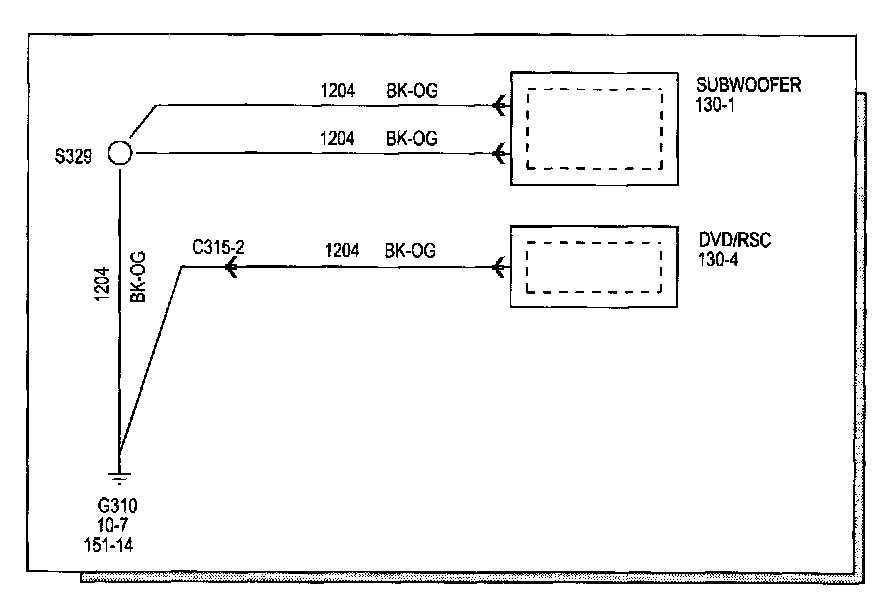 1204 BK-OG
SUBWOOFER
130-1
1204 BK-OG
S329
C315-2
1204 BK-OG
DVD/RSC
130-4
1204
BK-OG
G310
10-7
151-14